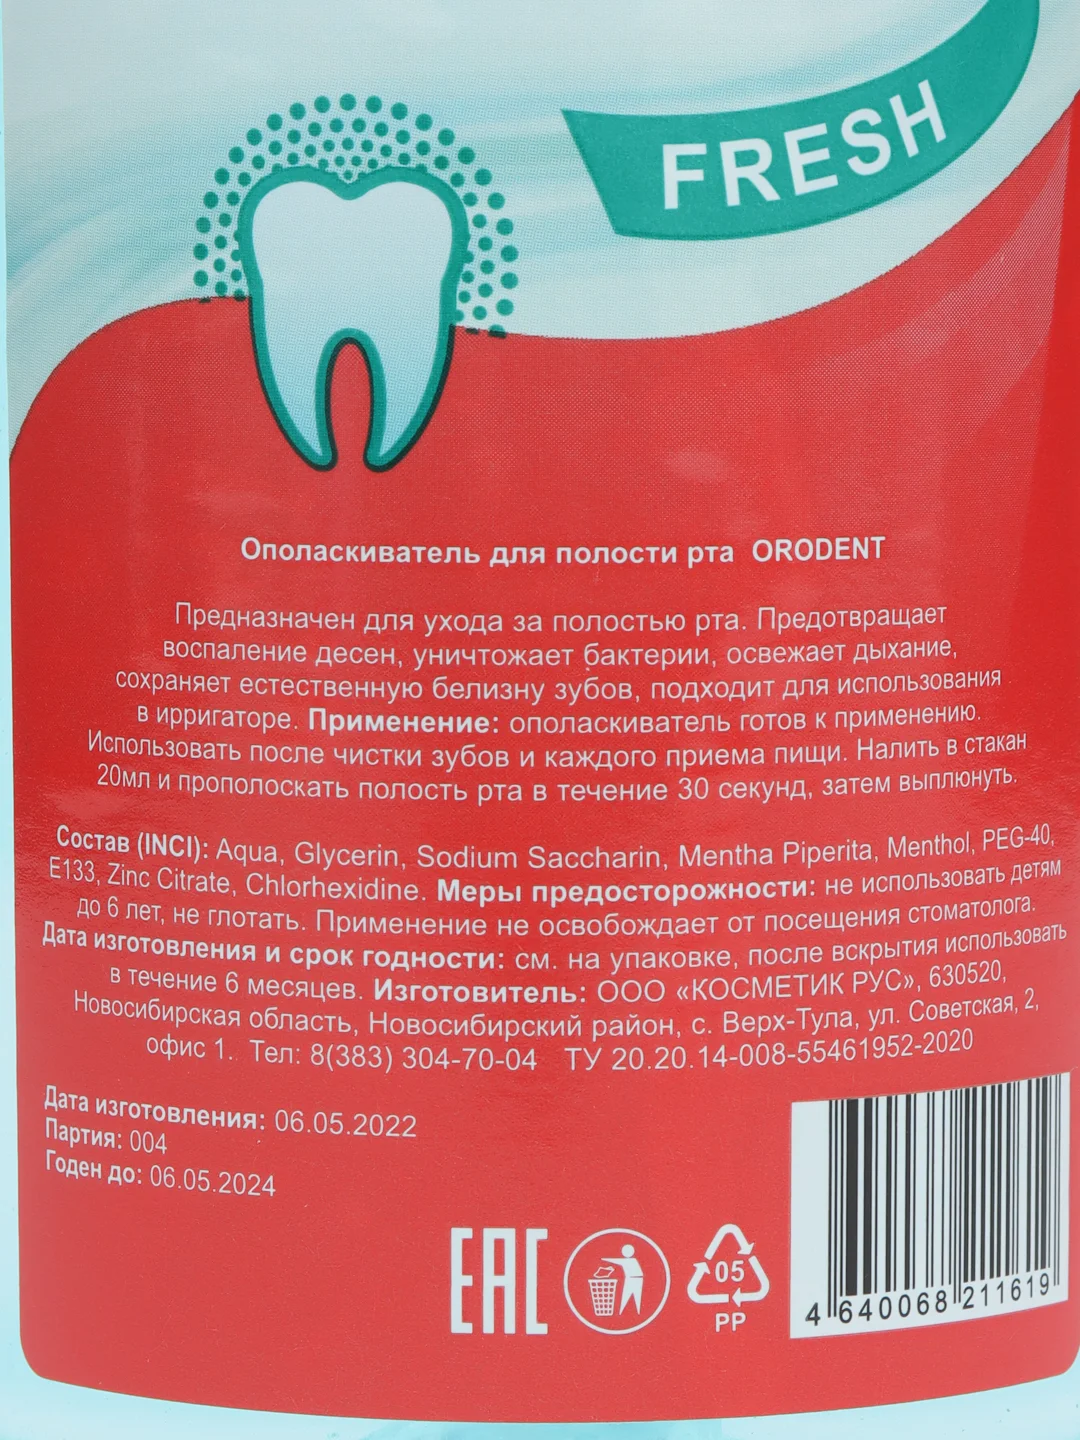 FRESH
Ополаскиватель для полости рта ORODENT
Предназначен для ухода за полостью рта. Предотвращает
воспаление десен, уничтожает бактерии, освежает дыхание,
сохраняет естественную белизну зубов, подходит для использования
в ирригаторе. Применение: ополаскиватель готов к применению.
Использовать после чистки зубов и каждого приема пищи. Налить в стакан
20мл и прополоскать полость рта в течение 30 секунд, затем выплюнуть.
Состав (INCI): Aqua, Glycerin, Sodium Saccharin, Mentha Piperita, Menthol, PEG-40,
E133, Zinc Citrate, Chlorhexidine. Меры предосторожности: не использовать детям
до 6 лет, не глотать. Применение не освобождает от посещения стоматолога.
Дата изготовления и срок годности: см. на упаковке, после вскрытия использовать
в течение 6 месяцев. Изготовитель: ООО «КОСМЕТИК РУС», 630520,
Новосибирская область, Новосибирский район, с. Верх-Тула, ул. Советская, 2,
офис 1. Тел: 8(383) 304-70-04 ТУ 20.20.14-008-55461952-2020
Дата изготовления: 06.05.2022
Партия: 004
Годен до: 06.05.2024
EAC
05
PP
4 640068 211619